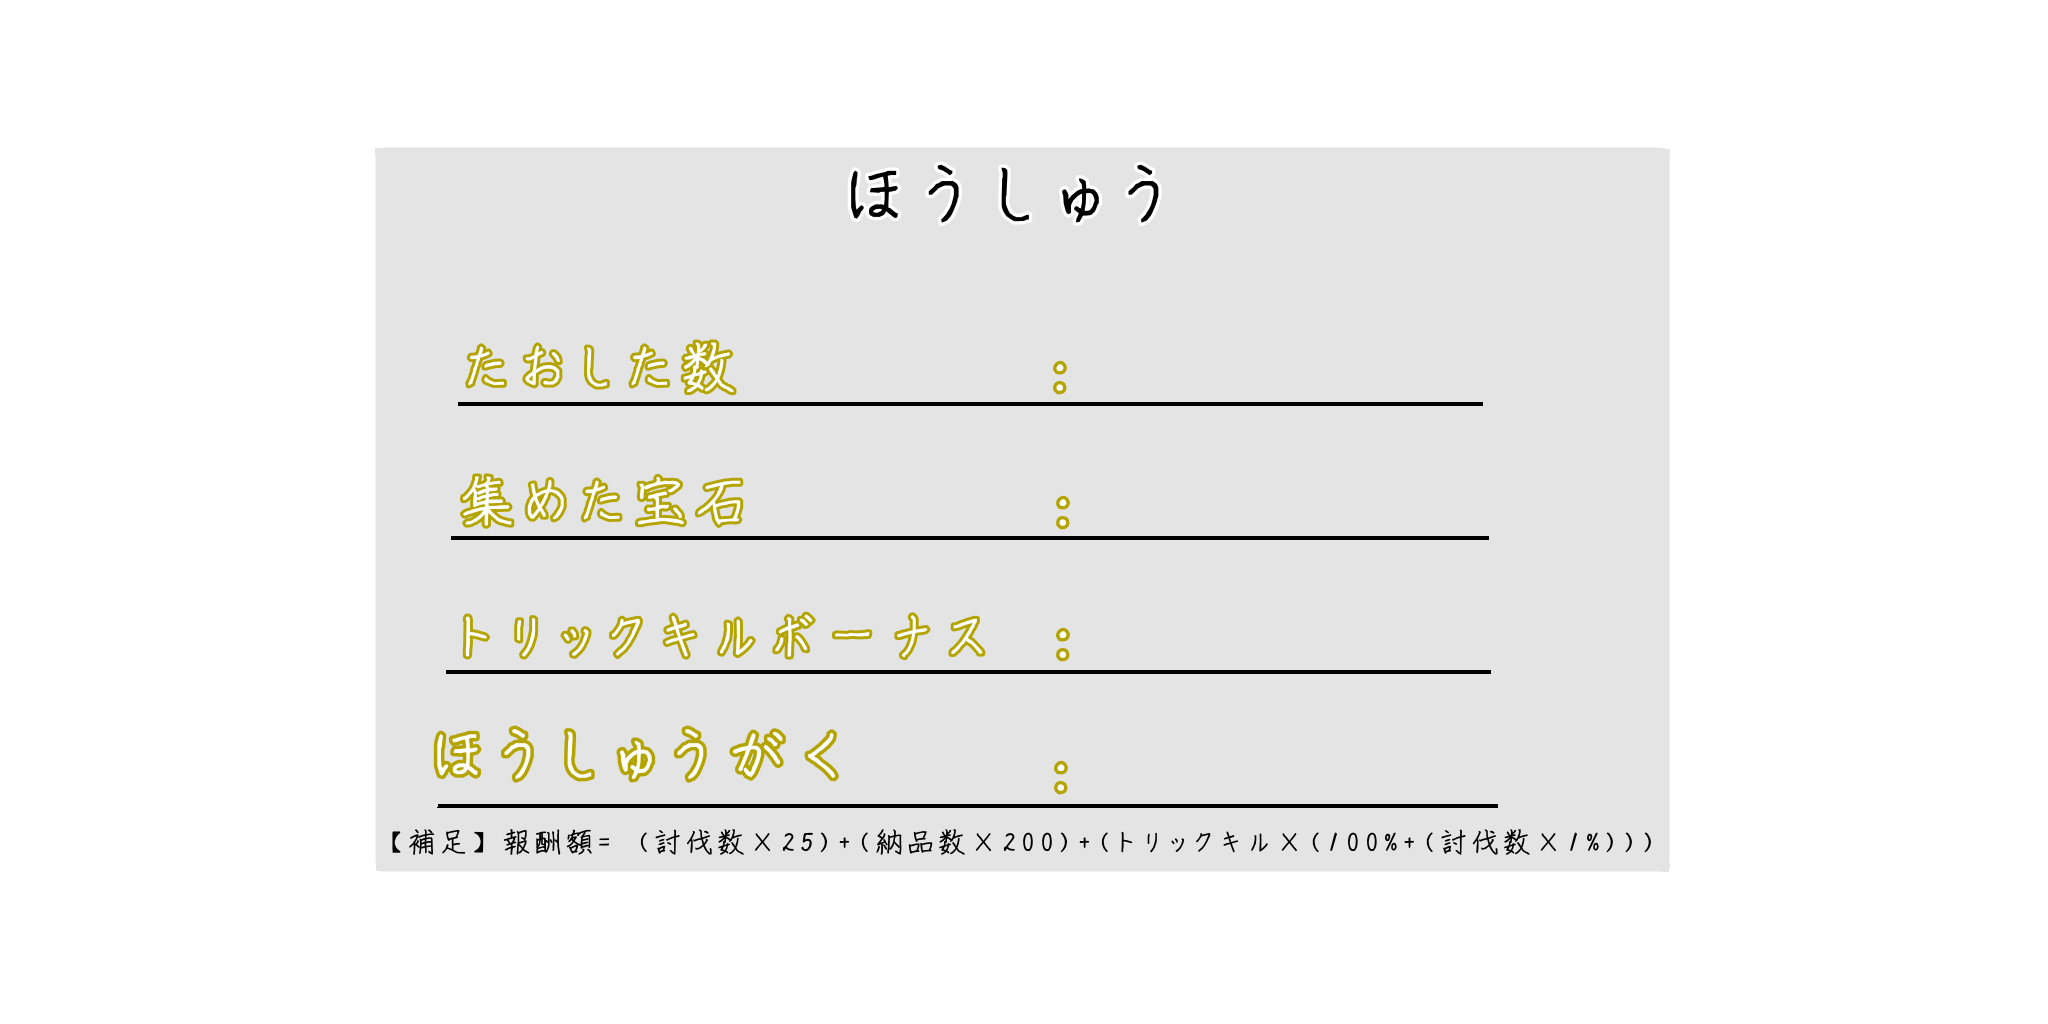 ほうしゅう
たおした数 :
集めた宝石 :
トリックキルボーナス :
ほうしゅうがく :
【補足】報酬額= (討伐数×25)+(納品数×200)+(トリックキル×(100%+(討伐数×1%)))